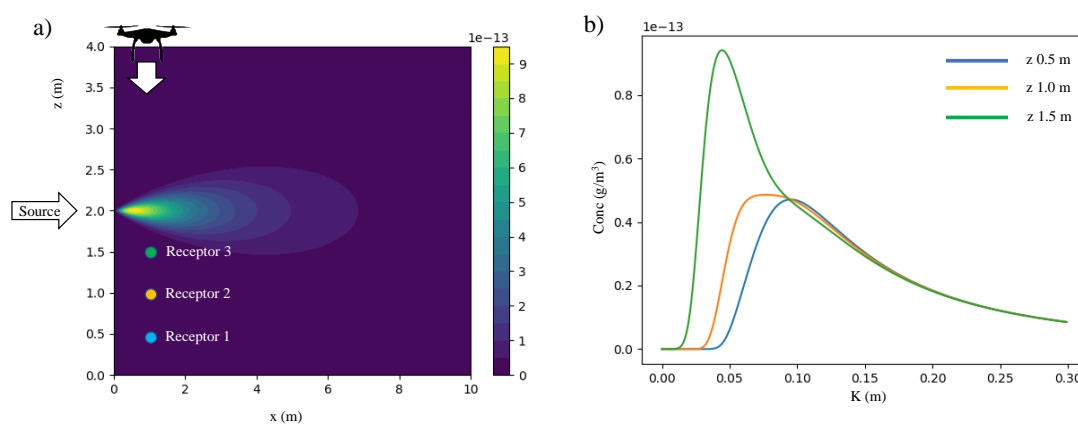 a)
1e−13
4.0
3.5
3.0
2.5
2.0
1.5
1.0
0.5
0.0
z (m)
Source
Receptor 3
Receptor 2
Receptor 1
0
2
4
6
8
10
x (m)
9
8
7
6
5
4
3
2
1
0
b)
1e−13
z 0.5 m
z 1.0 m
z 1.5 m
0.8
0.6
0.4
0.2
0.0
Conc (g/m³)
0.00
0.05
0.10
0.15
0.20
0.25
0.30
K (m)